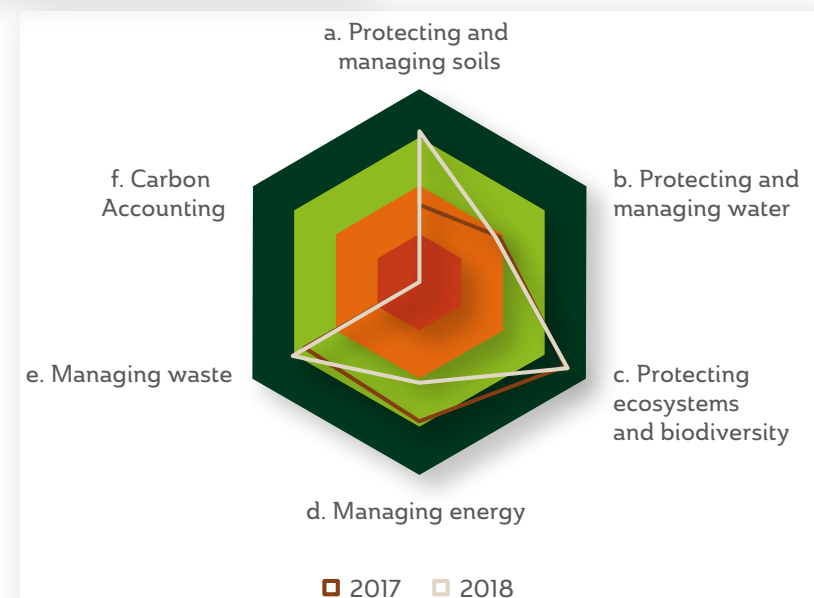 a. Protecting and
managing soils
f. Carbon
Accounting
b. Protecting and
managing water
e. Managing waste
c. Protecting
ecosystems
and biodiversity
d. Managing energy
2017 2018